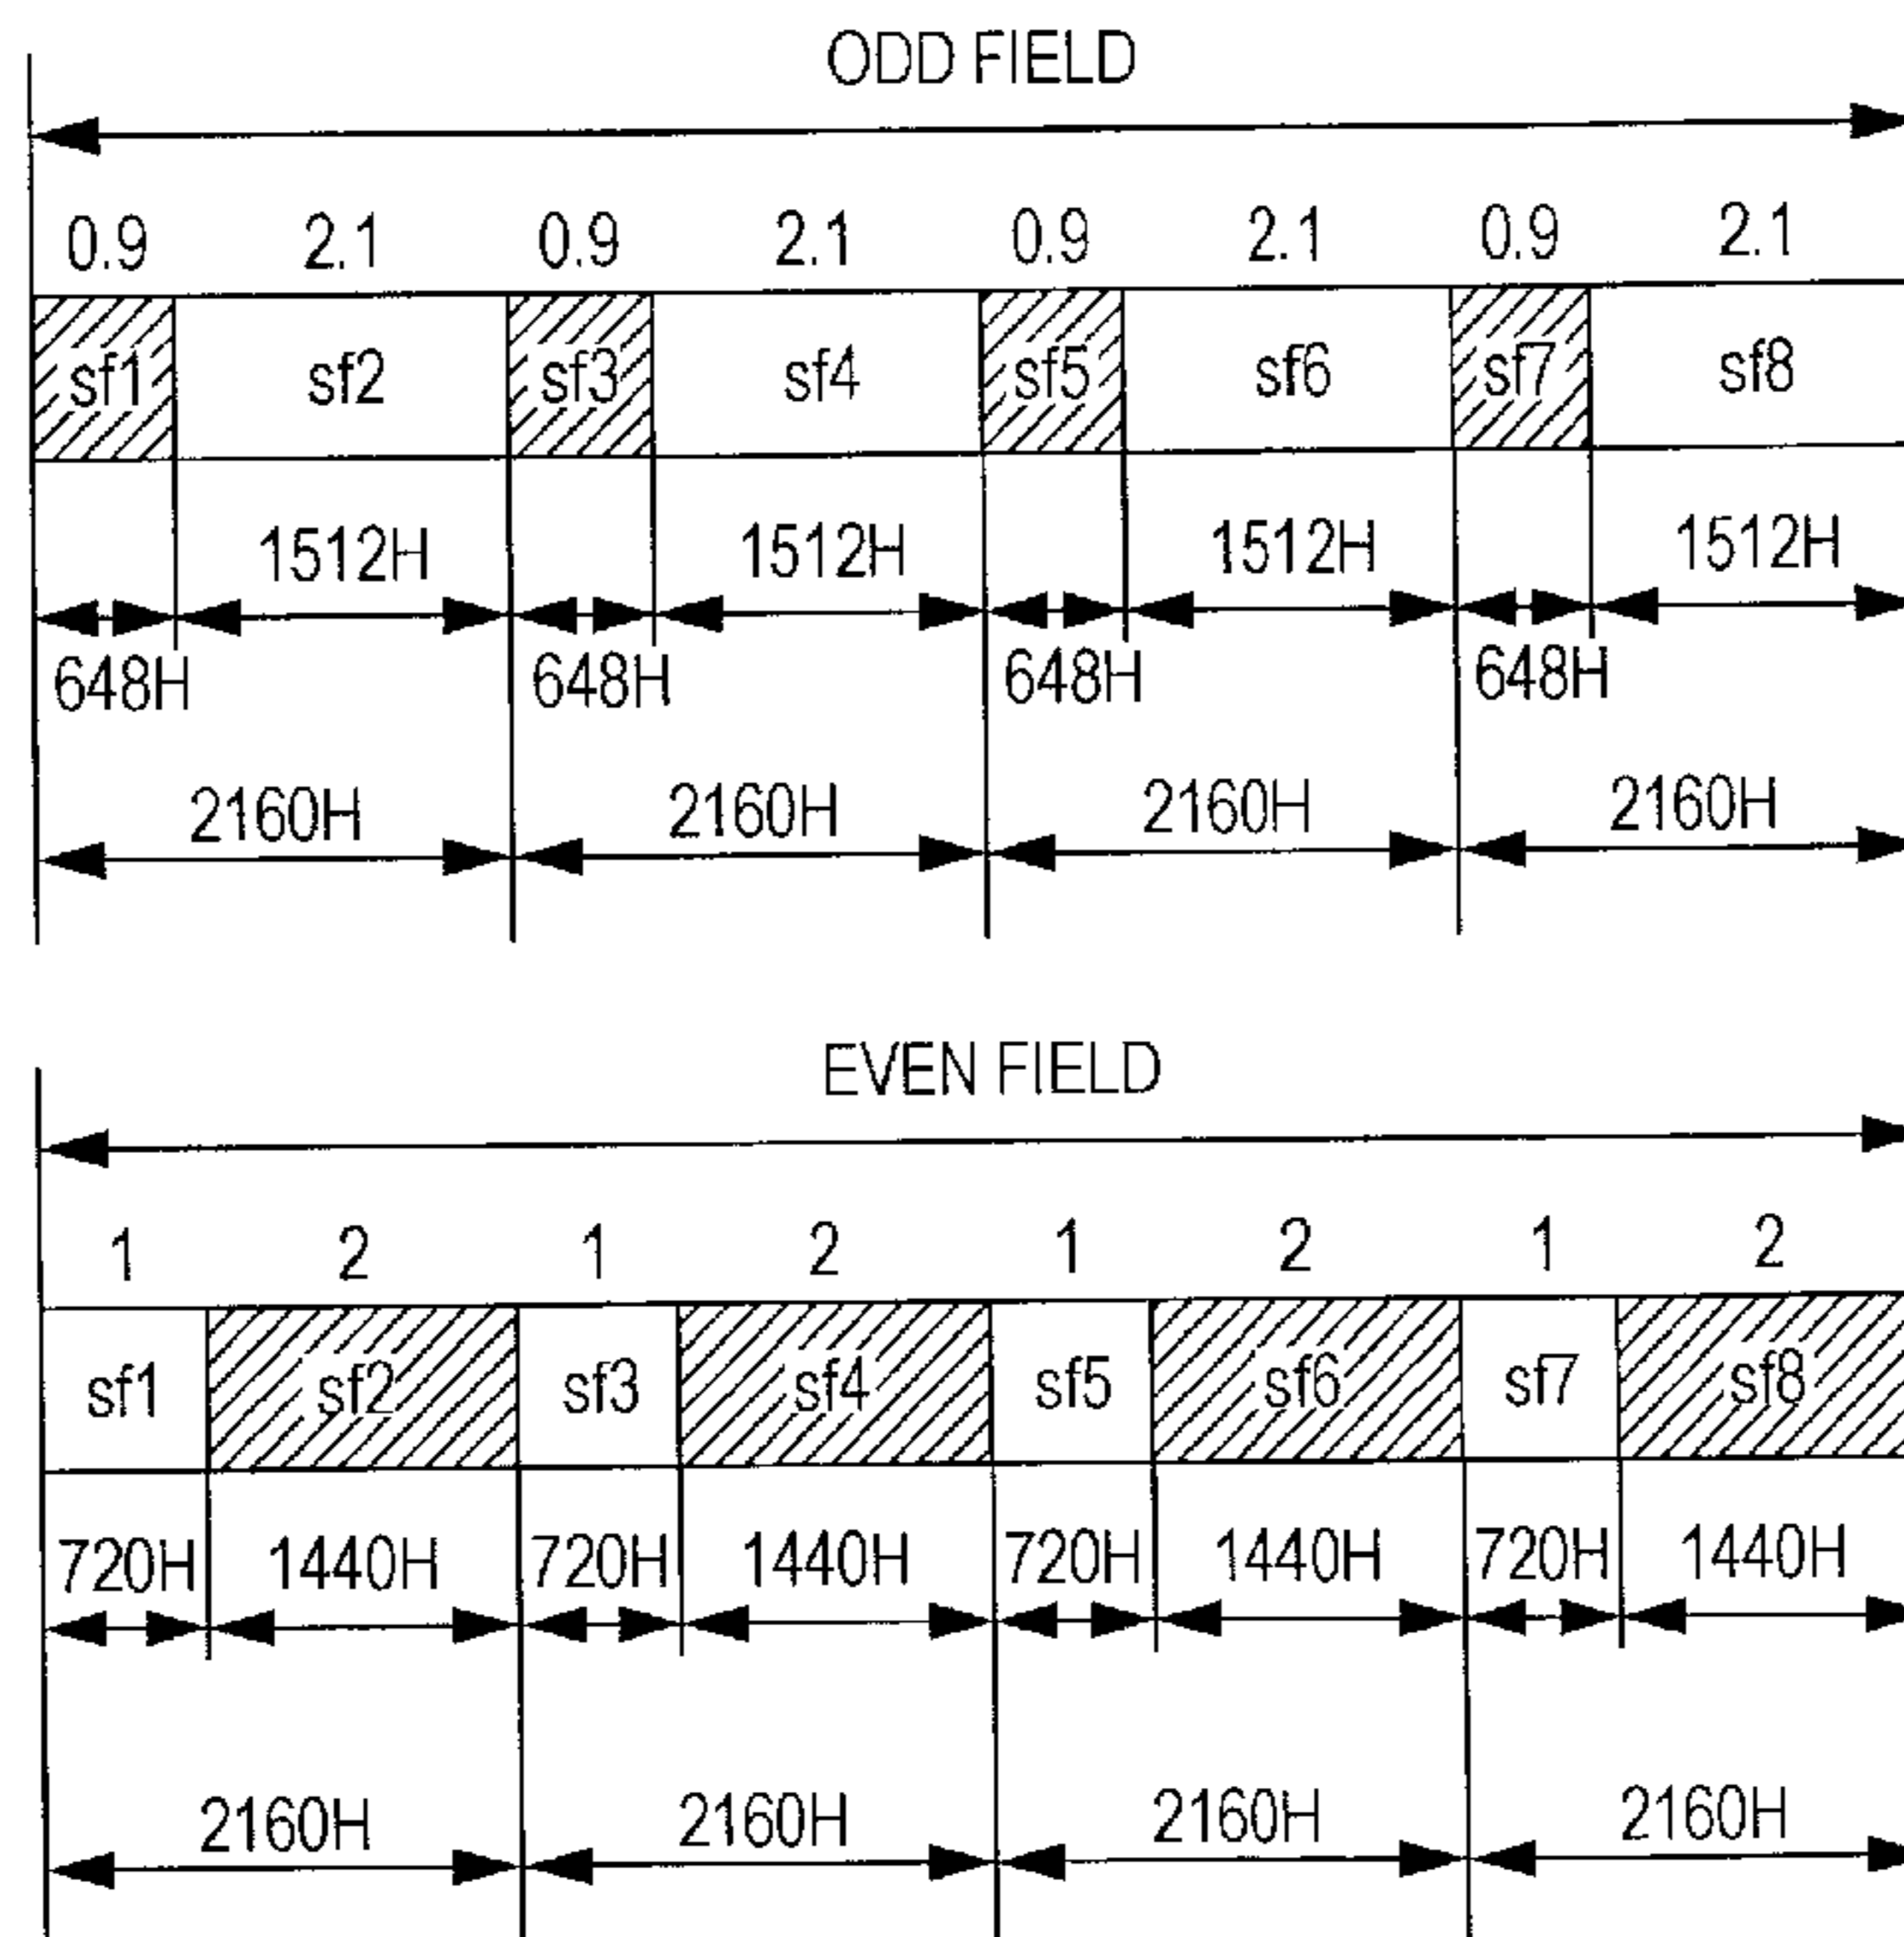 ODD FIELD
0.9 2.1 0.9 2.1 0.9 2.1 0.9 2.1
sf1 sf2 sf3 sf4 sf5 sf6 sf7 sf8
1512H 1512H 1512H 1512H
648H 648H 648H 648H
2160H 2160H 2160H 2160H
EVEN FIELD
1 2 1 2 1 2 1 2
sf1 sf2 sf3 sf4 sf5 sf6 sf7 sf8
720H 1440H 720H 1440H 720H 1440H 720H 1440H
2160H 2160H 2160H 2160H